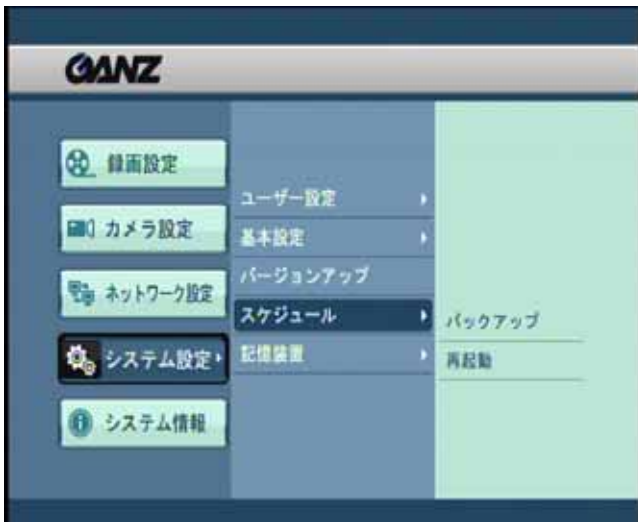 GANZ
録画設定
カメラ設定
ネットワーク設定
システム設定
システム情報
ユーザー設定
基本設定
バージョンアップ
スケジュール
記憶装置
バックアップ
再起動